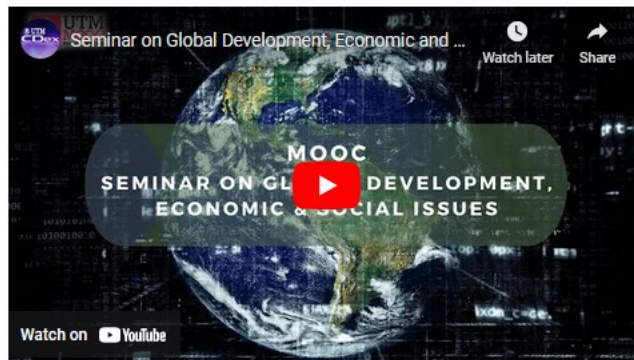 UTM
UTM
CDex
Seminar on Global Development, Economic and ...
Watch later
Share
MOOC
SEMINAR ON GL DEVELOPMENT,
ECONOMIC & SOCIAL ISSUES
Watch on YouTube